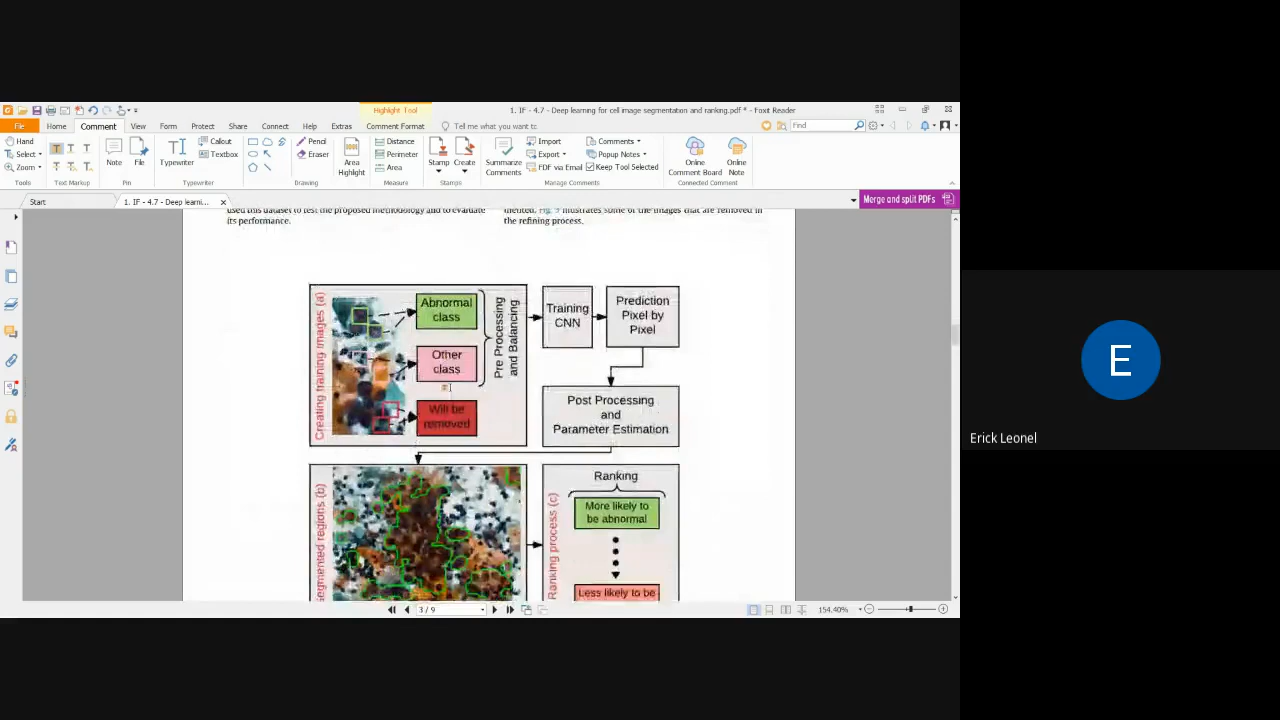 Highlight Tool
1. IF - 4.7 - Deep learning for cell image segmentation and ranking.pdf * - Foxit Reader
File Home Comment View Form Protect Share Connect Help Extras Comment Format Tell me what you want to Find
Hand
Select
Zoom
Tools
T T T
T T T
Text Markup
Note
File
Pin
Typewriter
Callout
Textbox
Typewriter
Pencil
Eraser
Drawing
Area
Highlight
Distance
Perimeter
Area
Measure
Stamp
Create
Stamps
Summarize
Comments
Import
Export
FDF via Email
Comments
Popup Notes
Keep Tool Selected
Manage Comments
Online
Comment Board
Online
Note
Connected Comment
Start
1. IF - 4.7 - Deep learni...
Merge and split PDFs
used this dataset to test the proposed methodology and to evaluate
its performance.
mented. Fig. illustrates some of the images that are removed in
the refining process.
Creating training images (a)
Abnormal
class
Other
class
Will be
removed
Pre Processing
and Balancing
Training
CNN
Prediction
Pixel by
Pixel
Post Processing
and
Parameter Estimation
egmented regions (b)
Ranking process (c)
Ranking
More likely to
be abnormal
Less likely to be
3 / 9
154.40%
E
Erick Leonel